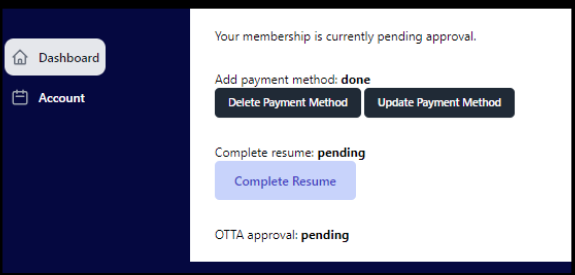 Your membership is currently pending approval.
Dashboard
Add payment method: done
Account
Delete Payment Method Update Payment Method
Complete resume: pending
Complete Resume
OTTA approval: pending